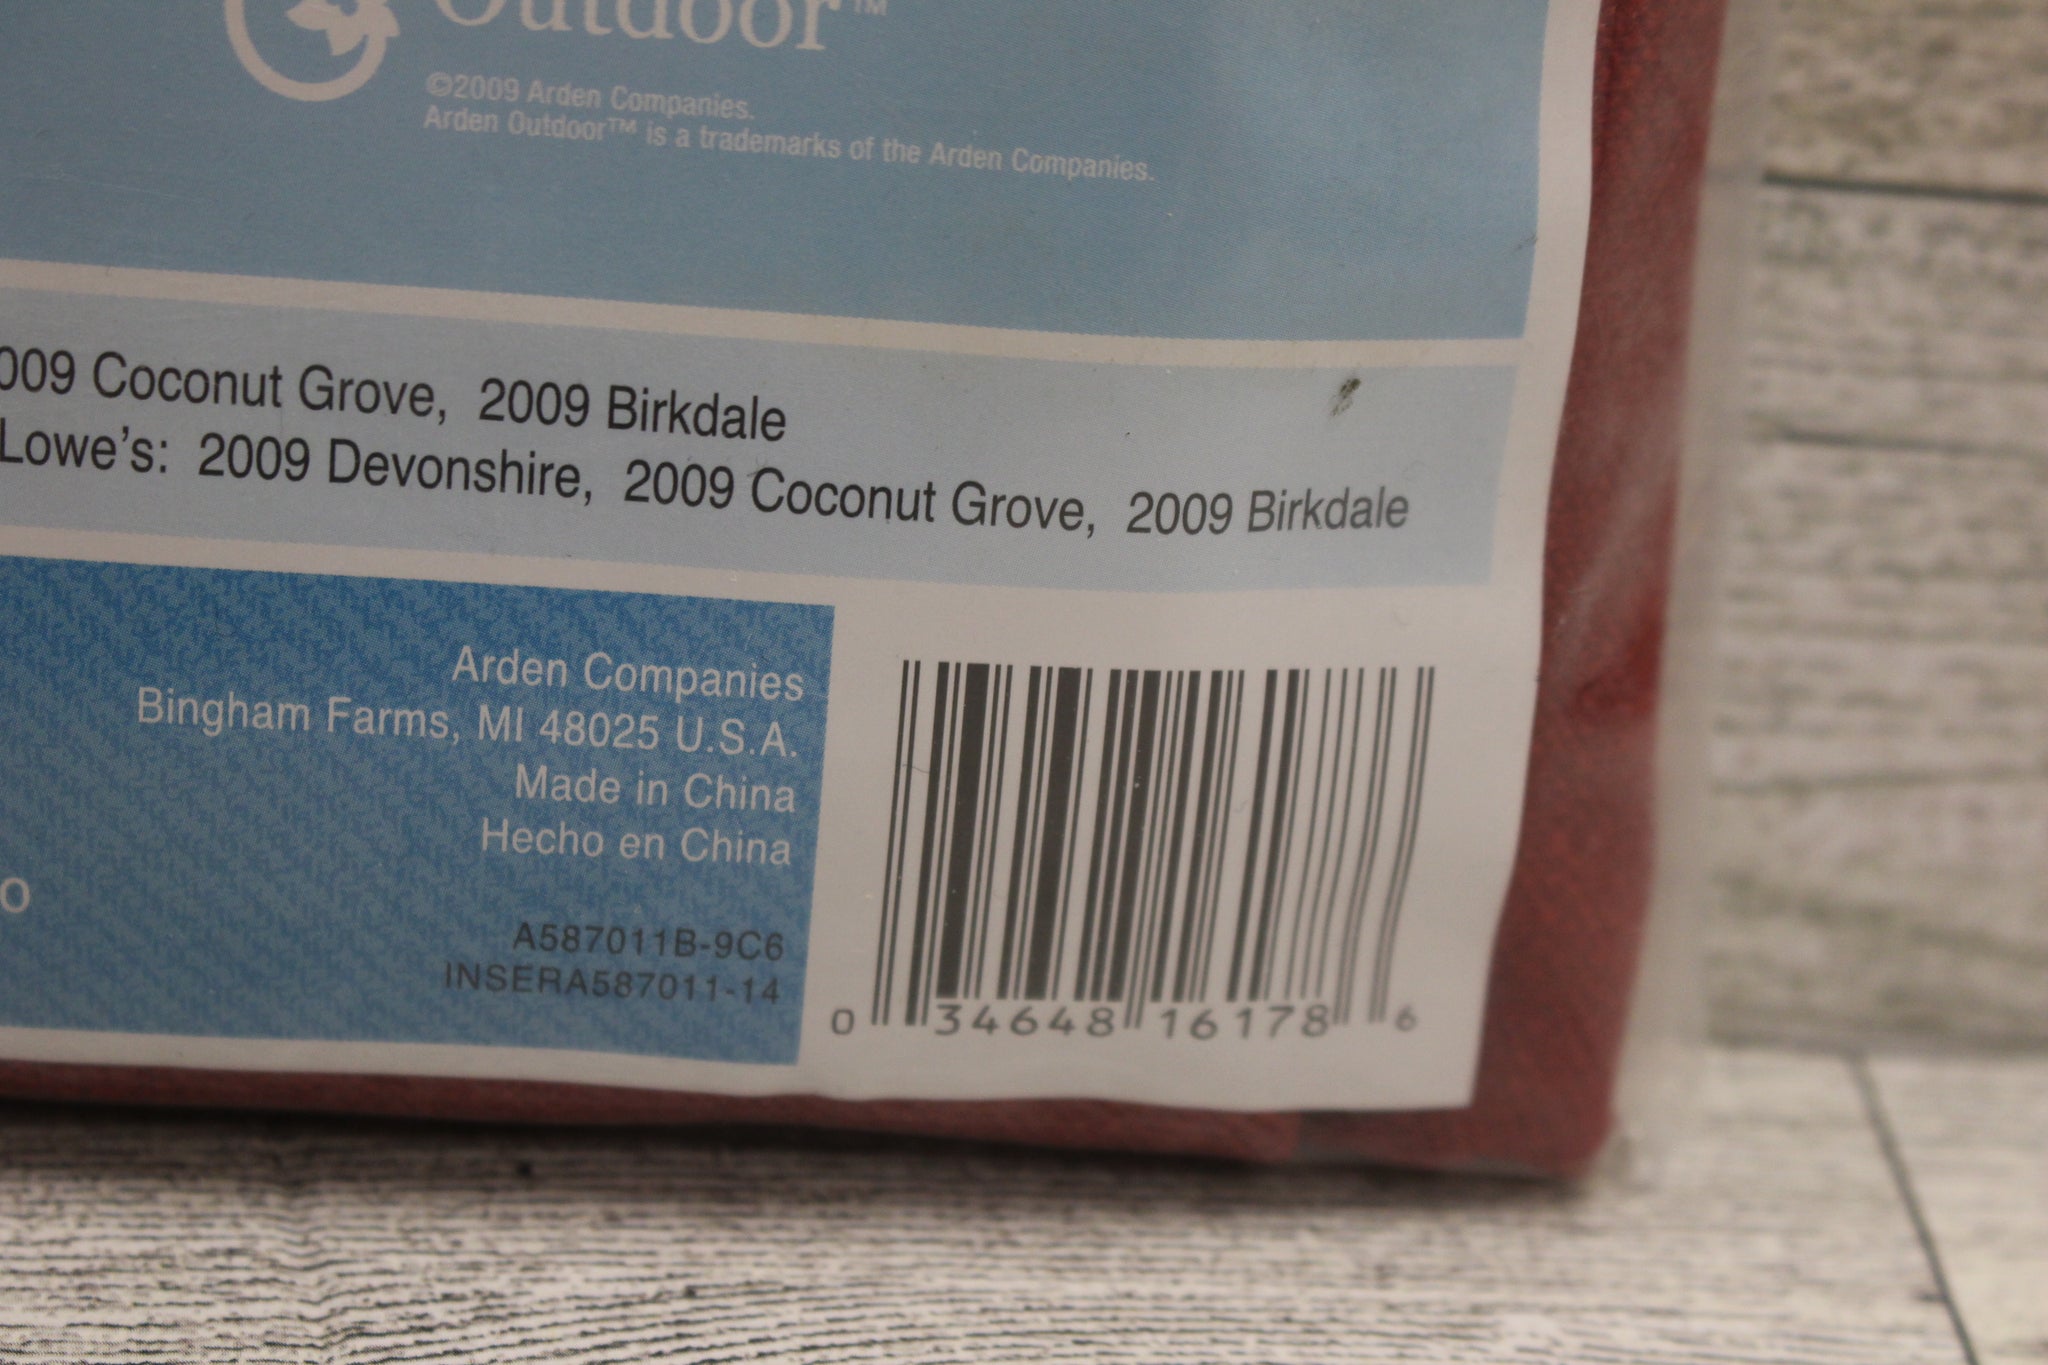 Outdoor™
©2009 Arden Companies.
Arden Outdoor™ is a trademarks of the Arden Companies.
009 Coconut Grove, 2009 Birkdale
Lowe's: 2009 Devonshire, 2009 Coconut Grove, 2009 Birkdale
Arden Companies
Bingham Farms, MI 48025 U.S.A.
Made in China
Hecho en China
o
A587011B-9C6
INSERA587011-14
0 34648 16178 6